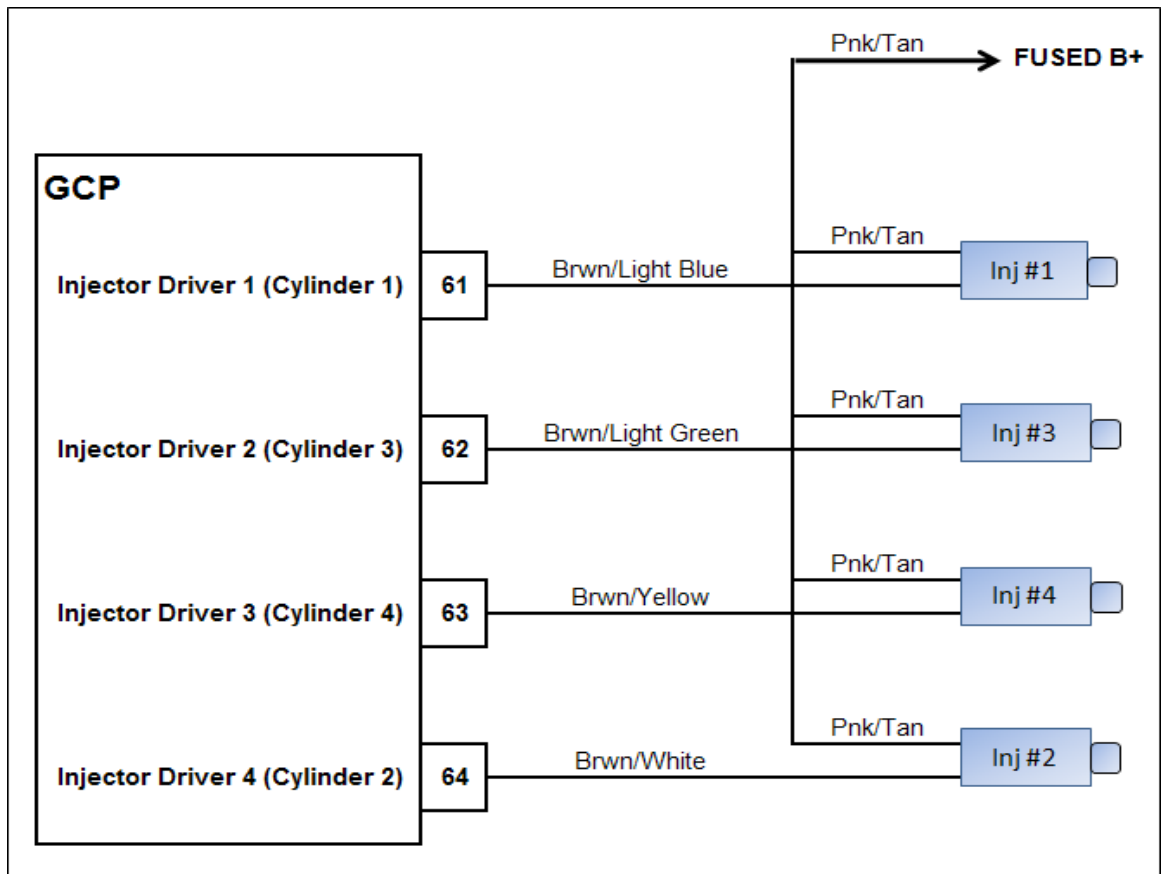 Pnk/Tan
FUSED B+
GCP
Injector Driver 1 (Cylinder 1)
61
Brwn/Light Blue
Pnk/Tan
Inj #1
Injector Driver 2 (Cylinder 3)
62
Brwn/Light Green
Pnk/Tan
Inj #3
Injector Driver 3 (Cylinder 4)
63
Brwn/Yellow
Pnk/Tan
Inj #4
Injector Driver 4 (Cylinder 2)
64
Brwn/White
Pnk/Tan
Inj #2